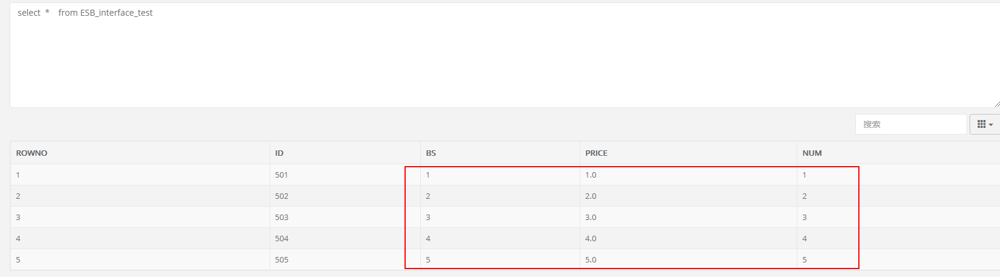 select * from ESB_interface_test
搜索
ROWNO ID BS PRICE NUM
1 501 1 1.0 1
2 502 2 2.0 2
3 503 3 3.0 3
4 504 4 4.0 4
5 505 5 5.0 5